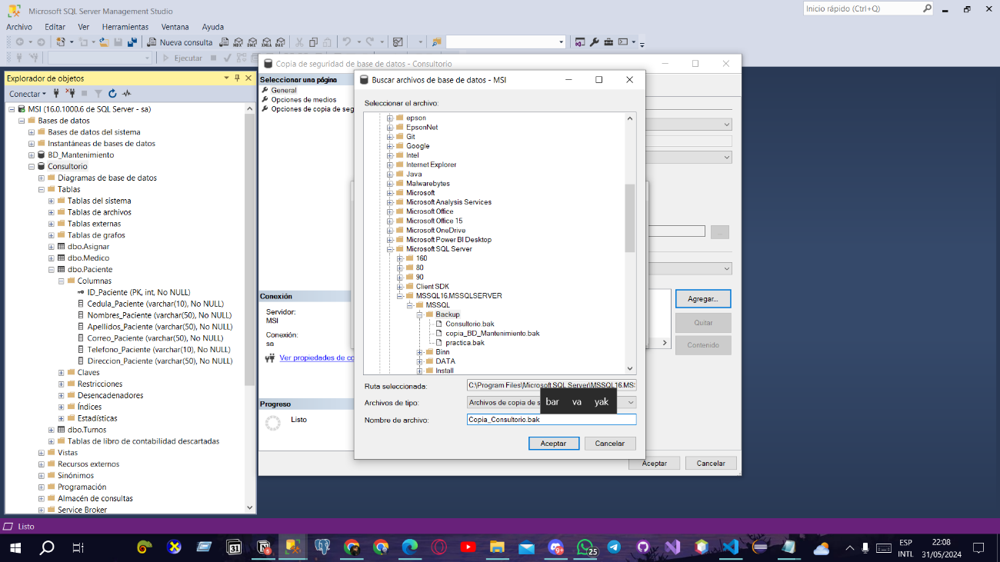 Microsoft SQL Server Management Studio
Inicio rápido (Ctrl+Q)
Archivo Editar Ver Herramientas Ventana Ayuda
Nueva consulta
MDX DMX XMLA DAX
Ejecutar
Explorador de objetos
Conectar
MSI (16.0.1000.6 de SQL Server - sa)
Bases de datos
Bases de datos del sistema
Instantáneas de bases de datos
BD_Mantenimiento
Consultorio
Diagramas de base de datos
Tablas
Tablas del sistema
Tablas de archivos
Tablas externas
Tablas de grafos
dbo.Asignar
dbo.Medico
dbo.Paciente
Columnas
ID_Paciente (PK, int, No NULL)
Cedula_Paciente (varchar(10), No NULL)
Nombres_Paciente (varchar(50), No NULL)
Apellidos_Paciente (varchar(50), No NULL)
Correo_Paciente (varchar(50), No NULL)
Telefono_Paciente (varchar(10), No NULL)
Direccion_Paciente (varchar(50), No NULL)
Claves
Restricciones
Desencadenadores
Índices
Estadísticas
dbo.Turnos
Tablas de libro de contabilidad descartadas
Vistas
Recursos externos
Sinónimos
Programación
Almacén de consultas
Service Broker
Copia de seguridad de base de datos - Consultorio
Seleccionar una página
General
Opciones de medios
Opciones de copia de seg
Conexión
Servidor:
MSI
Conexión:
sa
Ver propiedades de co
Progreso
Listo
Agregar...
Quitar
Contenido
Aceptar Cancelar
Buscar archivos de base de datos - MSI
Seleccionar el archivo:
epson
EpsonNet
Git
Google
Intel
Internet Explorer
Java
Malwarebytes
Microsoft
Microsoft Analysis Services
Microsoft Office
Microsoft Office 15
Microsoft OneDrive
Microsoft Power BI Desktop
Microsoft SQL Server
160
80
90
Client SDK
MSSQL16.MSSQLSERVER
MSSQL
Backup
Consultorio.bak
copia_BD_Mantenimiento.bak
practica.bak
Binn
DATA
Install
Ruta seleccionada: C:\Program Files\Microsoft SQL Server\MSSQL16.MS
Archivos de tipo: Archivos de copia de s
bar va yak
Nombre de archivo: Copia_Consultorio.bak
Aceptar Cancelar
Listo
31
9+
25
ESP
INTL
22:08
31/05/2024